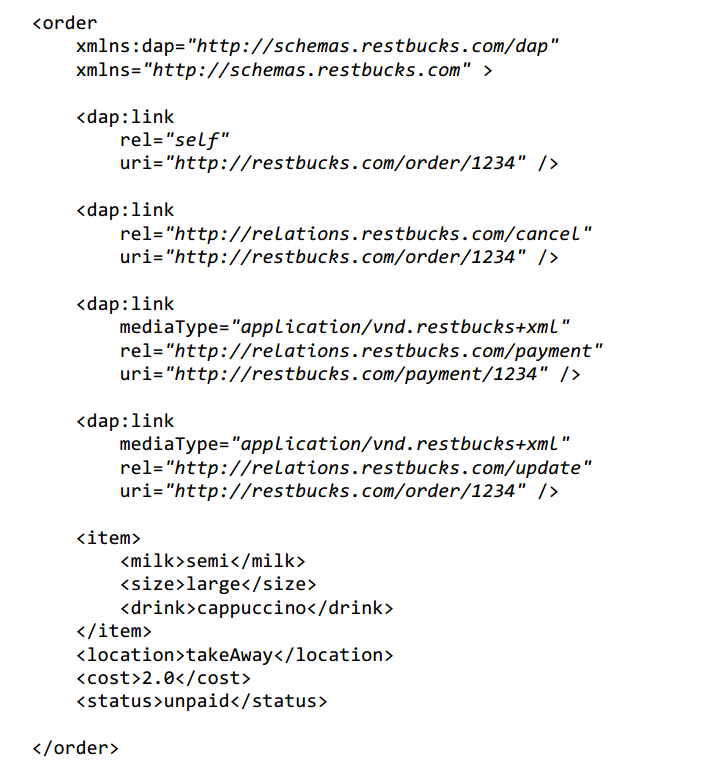 <order
xmlns:dap="http://schemas.restbucks.com/dap"
xmlns="http://schemas.restbucks.com" >
<dap:link
rel="self"
uri="http://restbucks.com/order/1234" />
<dap:link
rel="http://relations.restbucks.com/cancel"
uri="http://restbucks.com/order/1234" />
<dap:link
mediaType="application/vnd.restbucks+xml"
rel="http://relations.restbucks.com/payment"
uri="http://restbucks.com/payment/1234" />
<dap:link
mediaType="application/vnd.restbucks+xml"
rel="http://relations.restbucks.com/update"
uri="http://restbucks.com/order/1234" />
<item>
<milk>semi</milk>
<size>large</size>
<drink>cappuccino</drink>
</item>
<location>takeAway</location>
<cost>2.0</cost>
<status>unpaid</status>
</order>